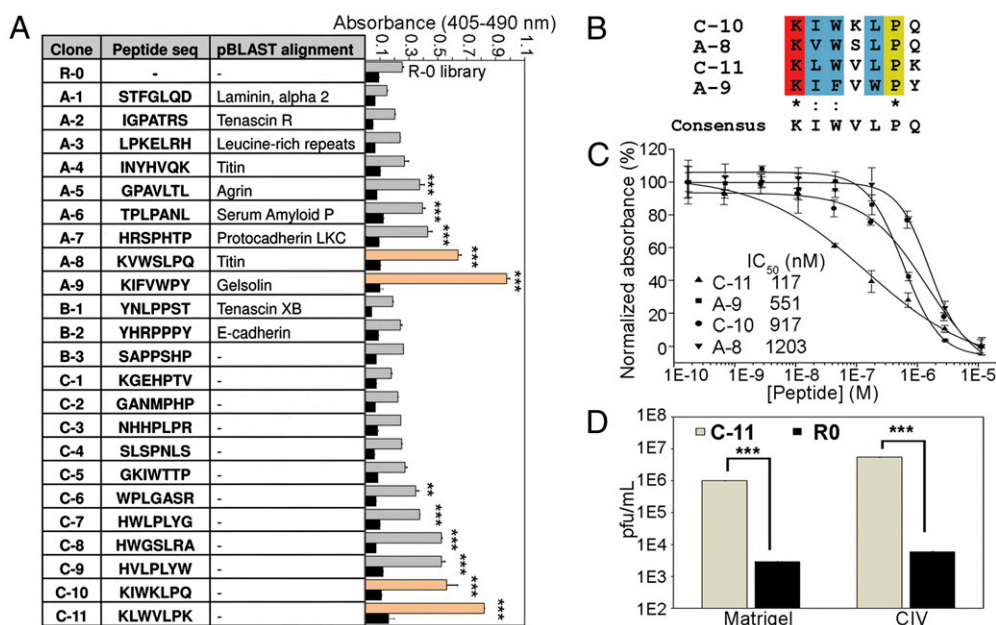 A
Absorbance (405-490 nm)
0.1 0.3 0.5 0.7 0.9 1.1
Clone Peptide seq pBLAST alignment
R-0 - - R-0 library
A-1 STFGLQD Laminin, alpha 2
A-2 IGPATRS Tenascin R
A-3 LPKELRH Leucine-rich repeats
A-4 INYHVQK Titin
A-5 GPAVLTL Agrin ***
A-6 TPLPANL Serum Amyloid P ***
A-7 HRSPHTP Protocadherin LKC ***
A-8 KVWSLPQ Titin ***
A-9 KIFVWPY Gelsolin ***
B-1 YNLPPST Tenascin XB
B-2 YHRPPPY E-cadherin
B-3 SAPPSHP -
C-1 KGEHPTV -
C-2 GANMPHP -
C-3 NHHPLPR -
C-4 SLSPNLS -
C-5 GKIWTTP -
C-6 WPLGASR - **
C-7 HWLPLYG - ***
C-8 HWGSLRA - ***
C-9 HVLPLYW - ***
C-10 KIWKLPQ - ***
C-11 KLWVLPK - ***
B
C-10 K I W K L P Q
A-8 K V W S L P Q
C-11 K L W V L P K
A-9 K I F V W P Y
* : : *
Consensus K I W V L P Q
C
Normalized absorbance (%)
120
100
80
60
40
20
0
IC50 (nM)
C-11 117
A-9 551
C-10 917
A-8 1203
1E-10 1E-9 1E-8 1E-7 1E-6 1E-5
[Peptide] (M)
D
pfu/mL
1E8
1E7
1E6
1E5
1E4
1E3
1E2
C-11 R0
*** ***
Matrigel CIV